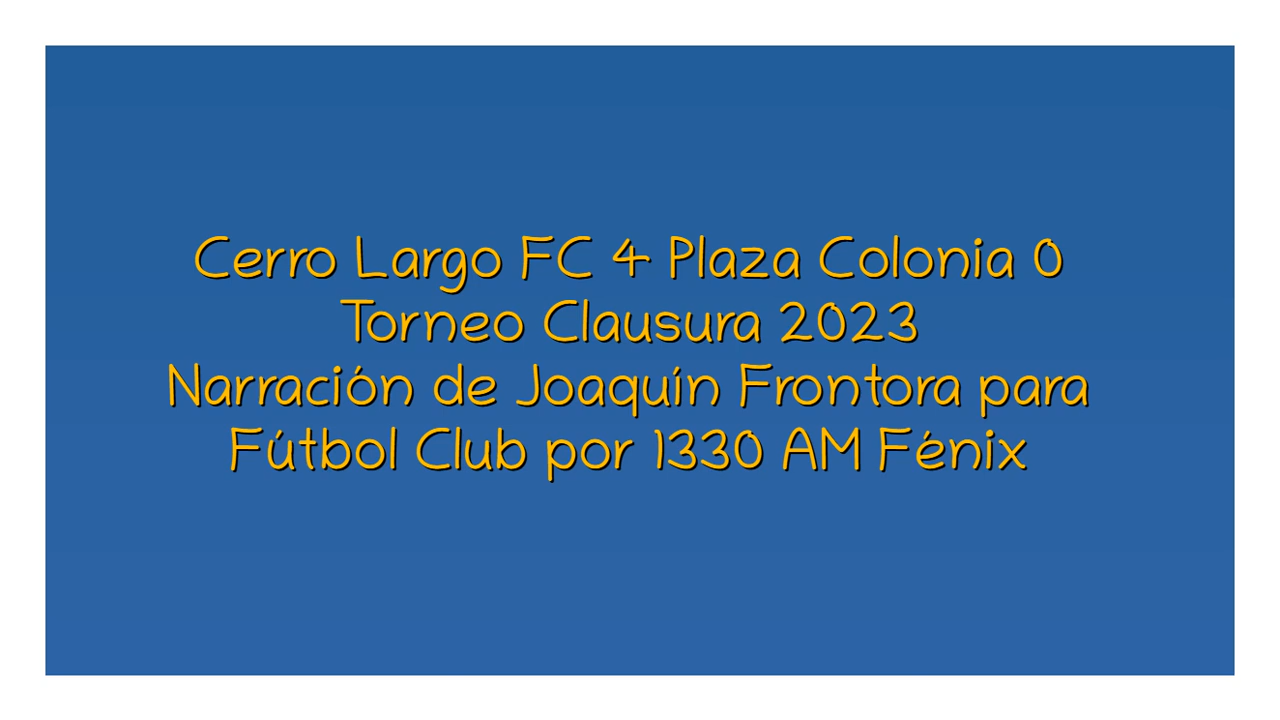 Cerro Largo FC 4 Plaza Colonia 0
Torneo Clausura 2023
Narración de Joaquín Frontora para
Fútbol Club por 1330 AM Fénix